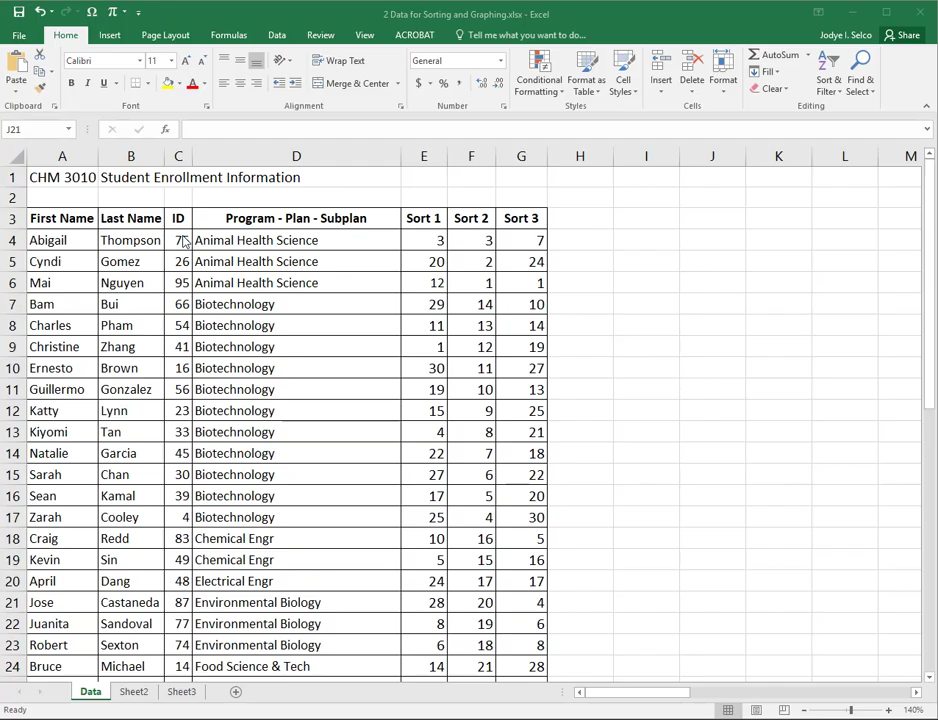 2 Data for Sorting and Graphing.xlsx - Excel
File Home Insert Page Layout Formulas Data Review View ACROBAT Tell me what you want to do... Jodye I. Selco Share
Paste Calibri 11 A A Wrap Text General Conditional Formatting Format as Table Cell Styles Insert Delete Format AutoSum Fill Clear Sort & Filter Find & Select
B I U A Merge & Center $ % ,
Clipboard Font Alignment Number Styles Cells Editing
J21 fx
A B C D E F G H I J K L M
1 CHM 3010 Student Enrollment Information
2
3 First Name Last Name ID Program - Plan - Subplan Sort 1 Sort 2 Sort 3
4 Abigail Thompson Animal Health Science 3 3 7
5 Cyndi Gomez 26 Animal Health Science 20 2 24
6 Mai Nguyen 95 Animal Health Science 12 1 1
7 Bam Bui 66 Biotechnology 29 14 10
8 Charles Pham 54 Biotechnology 11 13 14
9 Christine Zhang 41 Biotechnology 1 12 19
10 Ernesto Brown 16 Biotechnology 30 11 27
11 Guillermo Gonzalez 56 Biotechnology 19 10 13
12 Katty Lynn 23 Biotechnology 15 9 25
13 Kiyomi Tan 33 Biotechnology 4 8 21
14 Natalie Garcia 45 Biotechnology 22 7 18
15 Sarah Chan 30 Biotechnology 27 6 22
16 Sean Kamal 39 Biotechnology 17 5 20
17 Zarah Cooley 4 Biotechnology 25 4 30
18 Craig Redd 83 Chemical Engr 10 16 5
19 Kevin Sin 49 Chemical Engr 5 15 16
20 April Dang 48 Electrical Engr 24 17 17
21 Jose Castaneda 87 Environmental Biology 28 20 4
22 Juanita Sandoval 77 Environmental Biology 8 19 6
23 Robert Sexton 74 Environmental Biology 6 18 8
24 Bruce Michael 14 Food Science & Tech 14 21 28
Data Sheet2 Sheet3
Ready 140%